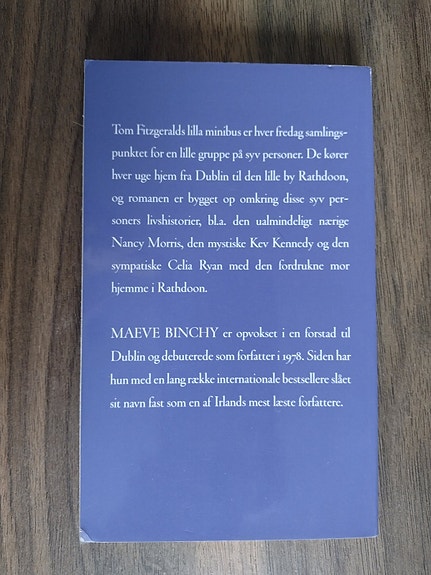 Tom Fitzgeralds lilla minibus er hver fredag samlings-
punktet for en lille gruppe på syv personer. De kører
hver uge hjem fra Dublin til den lille by Rathdoon,
og romanen er bygget op omkring disse syv per-
soners livshistorier, bl.a. den ualmindeligt nærige
Nancy Morris, den mystiske Kev Kennedy og den
sympatiske Celia Ryan med den fordrukne mor
hjemme i Rathdoon.
MAEVE BINCHY er opvokset i en forstad til
Dublin og debuterede som forfatter i 1978. Siden har
hun med en lang række internationale bestsellere slået
sit navn fast som en af Irlands mest læste forfattere.